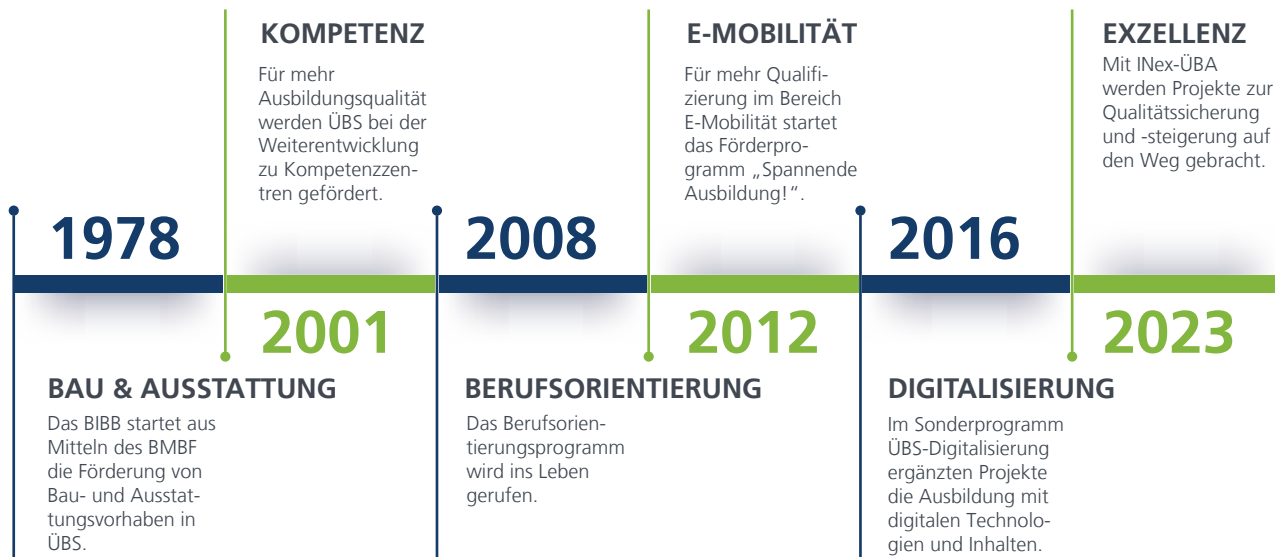 KOMPETENZ
Für mehr
Ausbildungsqualität
werden ÜBS bei der
Weiterentwicklung
zu Kompetenzzen-
tren gefördert.
E-MOBILITÄT
Für mehr Qualifi-
zierung im Bereich
E-Mobilität startet
das Förderpro-
gramm „Spannende
Ausbildung!“.
EXZELLENZ
Mit INex-ÜBA
werden Projekte zur
Qualitätssicherung
und -steigerung auf
den Weg gebracht.
1978
2008
2016
2001
2012
2023
BAU & AUSSTATTUNG
Das BIBB startet aus
Mitteln des BMBF
die Förderung von
Bau- und Ausstat-
tungsvorhaben in
ÜBS.
BERUFSORIENTIERUNG
Das Berufsorien-
tierungsprogramm
wird ins Leben
gerufen.
DIGITALISIERUNG
Im Sonderprogramm
ÜBS-Digitalisierung
ergänzten Projekte
die Ausbildung mit
digitalen Technolo-
gien und Inhalten.